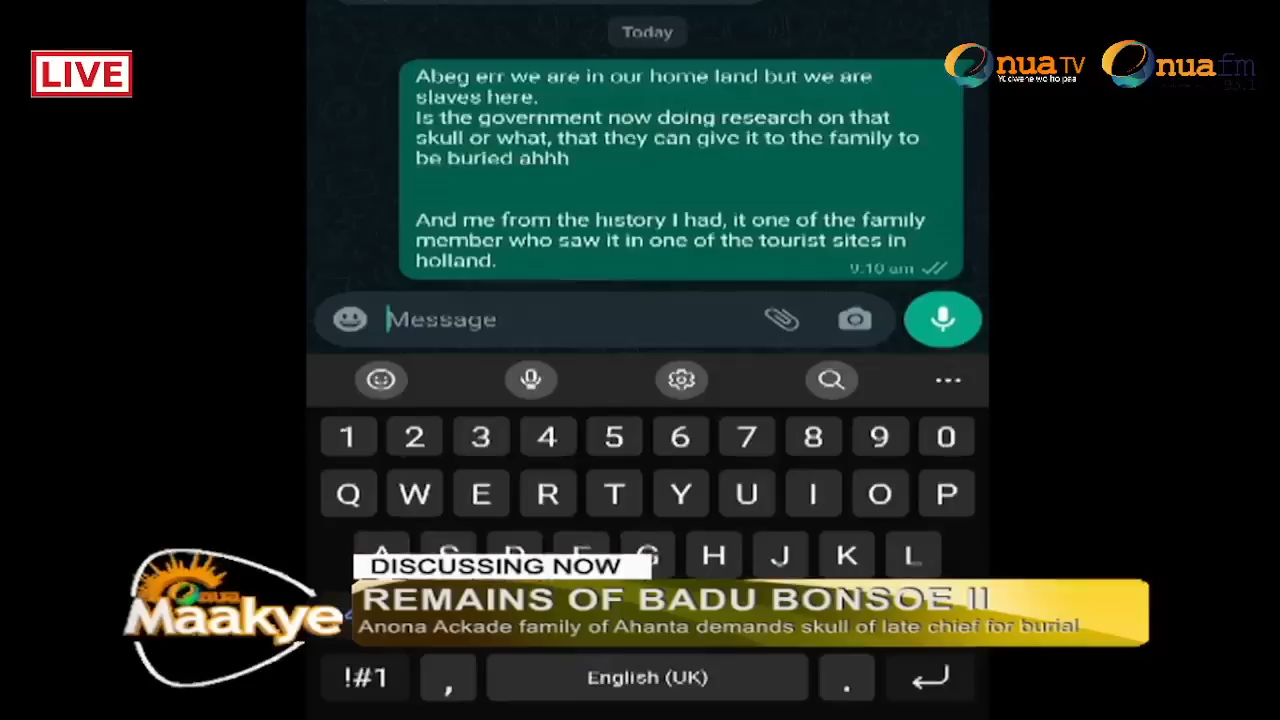 Today
LIVE
Onua TV
Onua fm
Abeg err we are in our home land but we are
slaves here.
Is the government now doing research on that
skull or what, that they can give it to the family to
be buried ahhh
And me from the history I had, it one of the family
member who saw it in one of the tourist sites in
holland.
9:10 am
Message
1 2 3 4 5 6 7 8 9 0
Q W E R T Y U I O P
A S D F G H J K L
DISCUSSING NOW
REMAINS OF BADU BONSOE II
Anona Ackade family of Ahanta demands skull of late chief for burial
Onua
Maakye
!#1 , English (UK) .